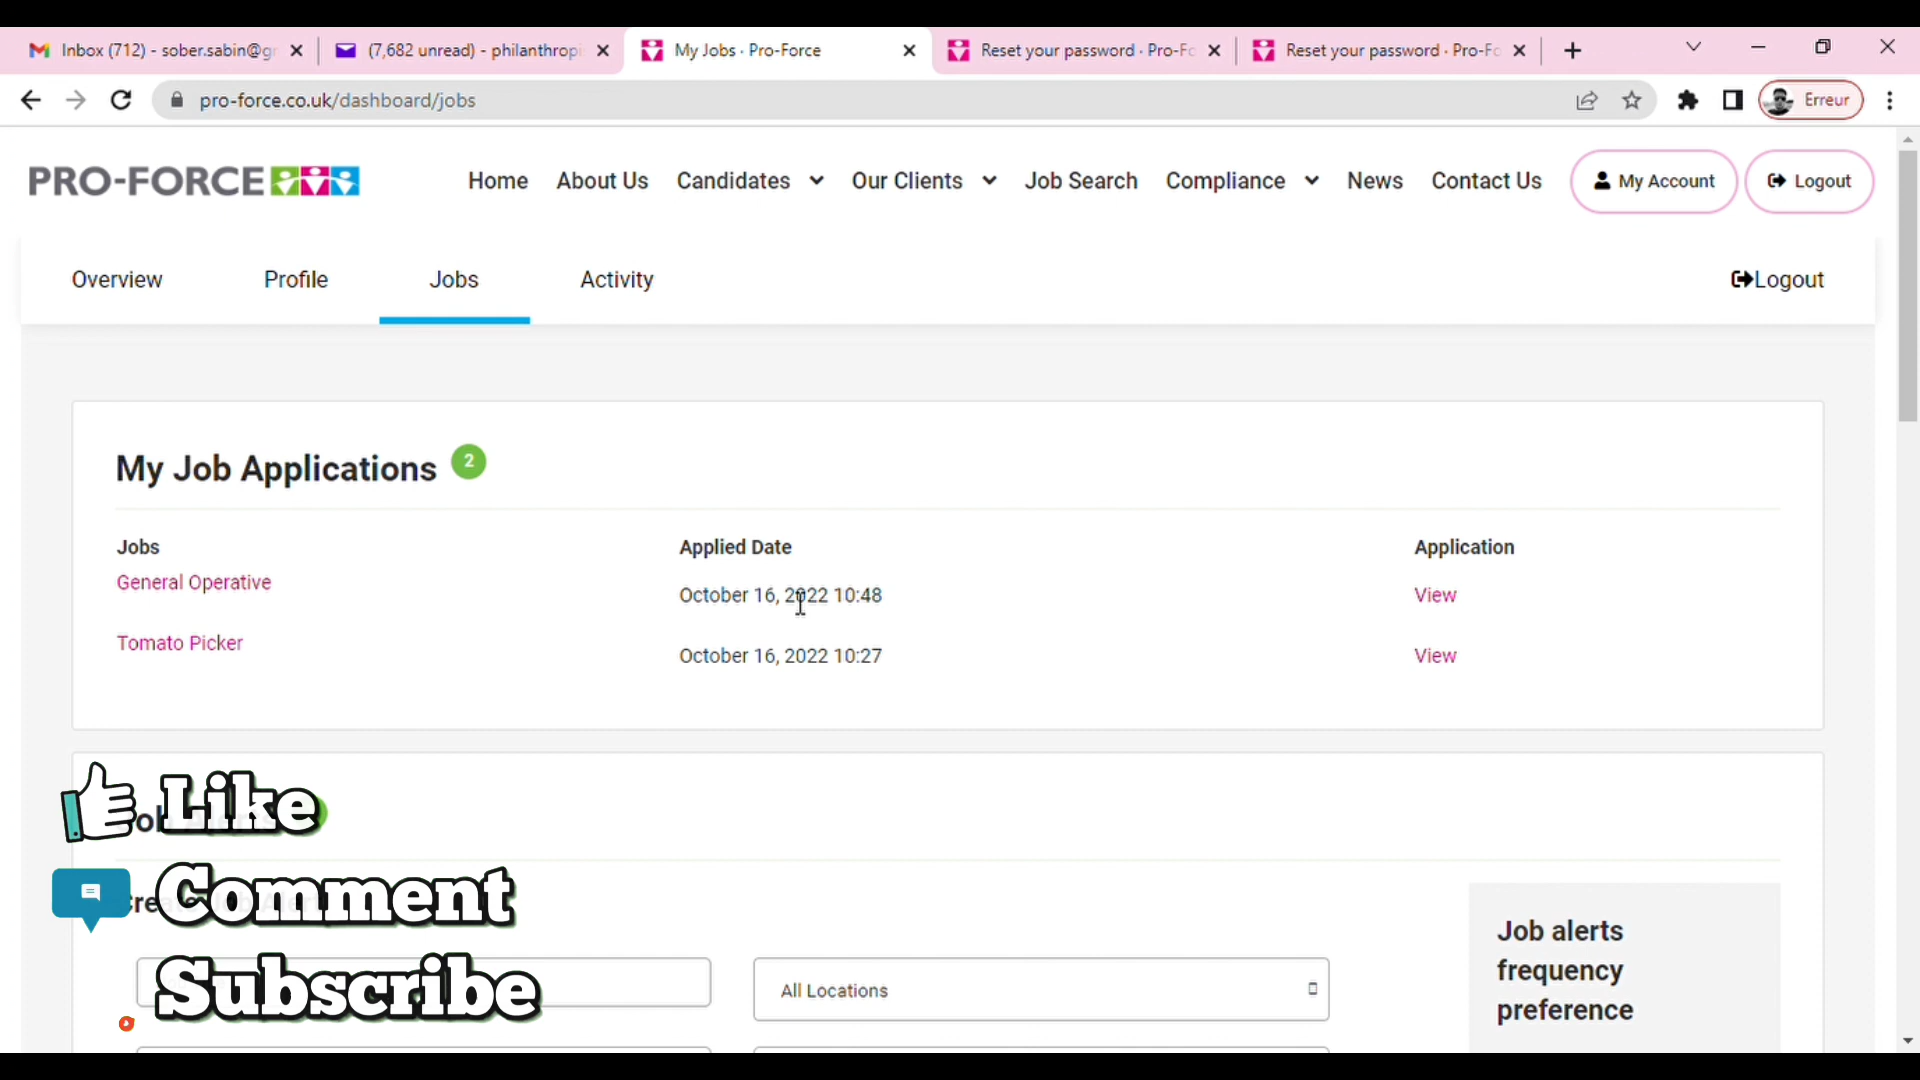 Inbox (712) - sober.sabin@g
(7,682 unread) - philanthropi
My Jobs · Pro-Force
Reset your password · Pro-Fo
Reset your password · Pro-Fo
pro-force.co.uk/dashboard/jobs
Erreur
PRO-FORCE
Home
About Us
Candidates
Our Clients
Job Search
Compliance
News
Contact Us
My Account
Logout
Overview
Profile
Jobs
Activity
Logout
My Job Applications 2
Jobs
Applied Date
Application
General Operative
October 16, 2022 10:48
View
Tomato Picker
October 16, 2022 10:27
View
Like
Comment
Subscribe
All Locations
Job alerts
frequency
preference